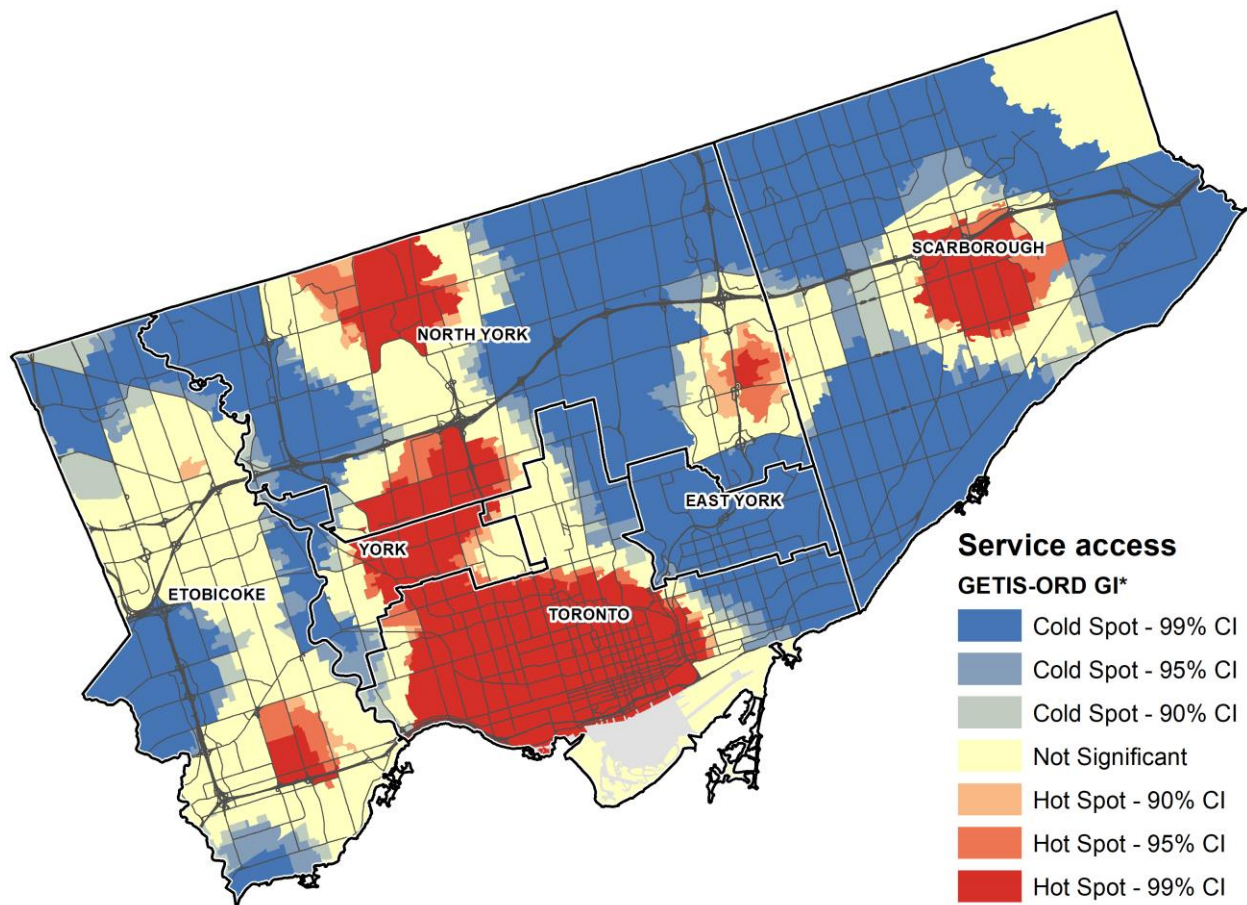 SCARBOROUGH
NORTH YORK
EAST YORK
YORK
ETOBICOKE
TORONTO
Service access
GETIS-ORD GI*
Cold Spot - 99% CI
Cold Spot - 95% CI
Cold Spot - 90% CI
Not Significant
Hot Spot - 90% CI
Hot Spot - 95% CI
Hot Spot - 99% CI